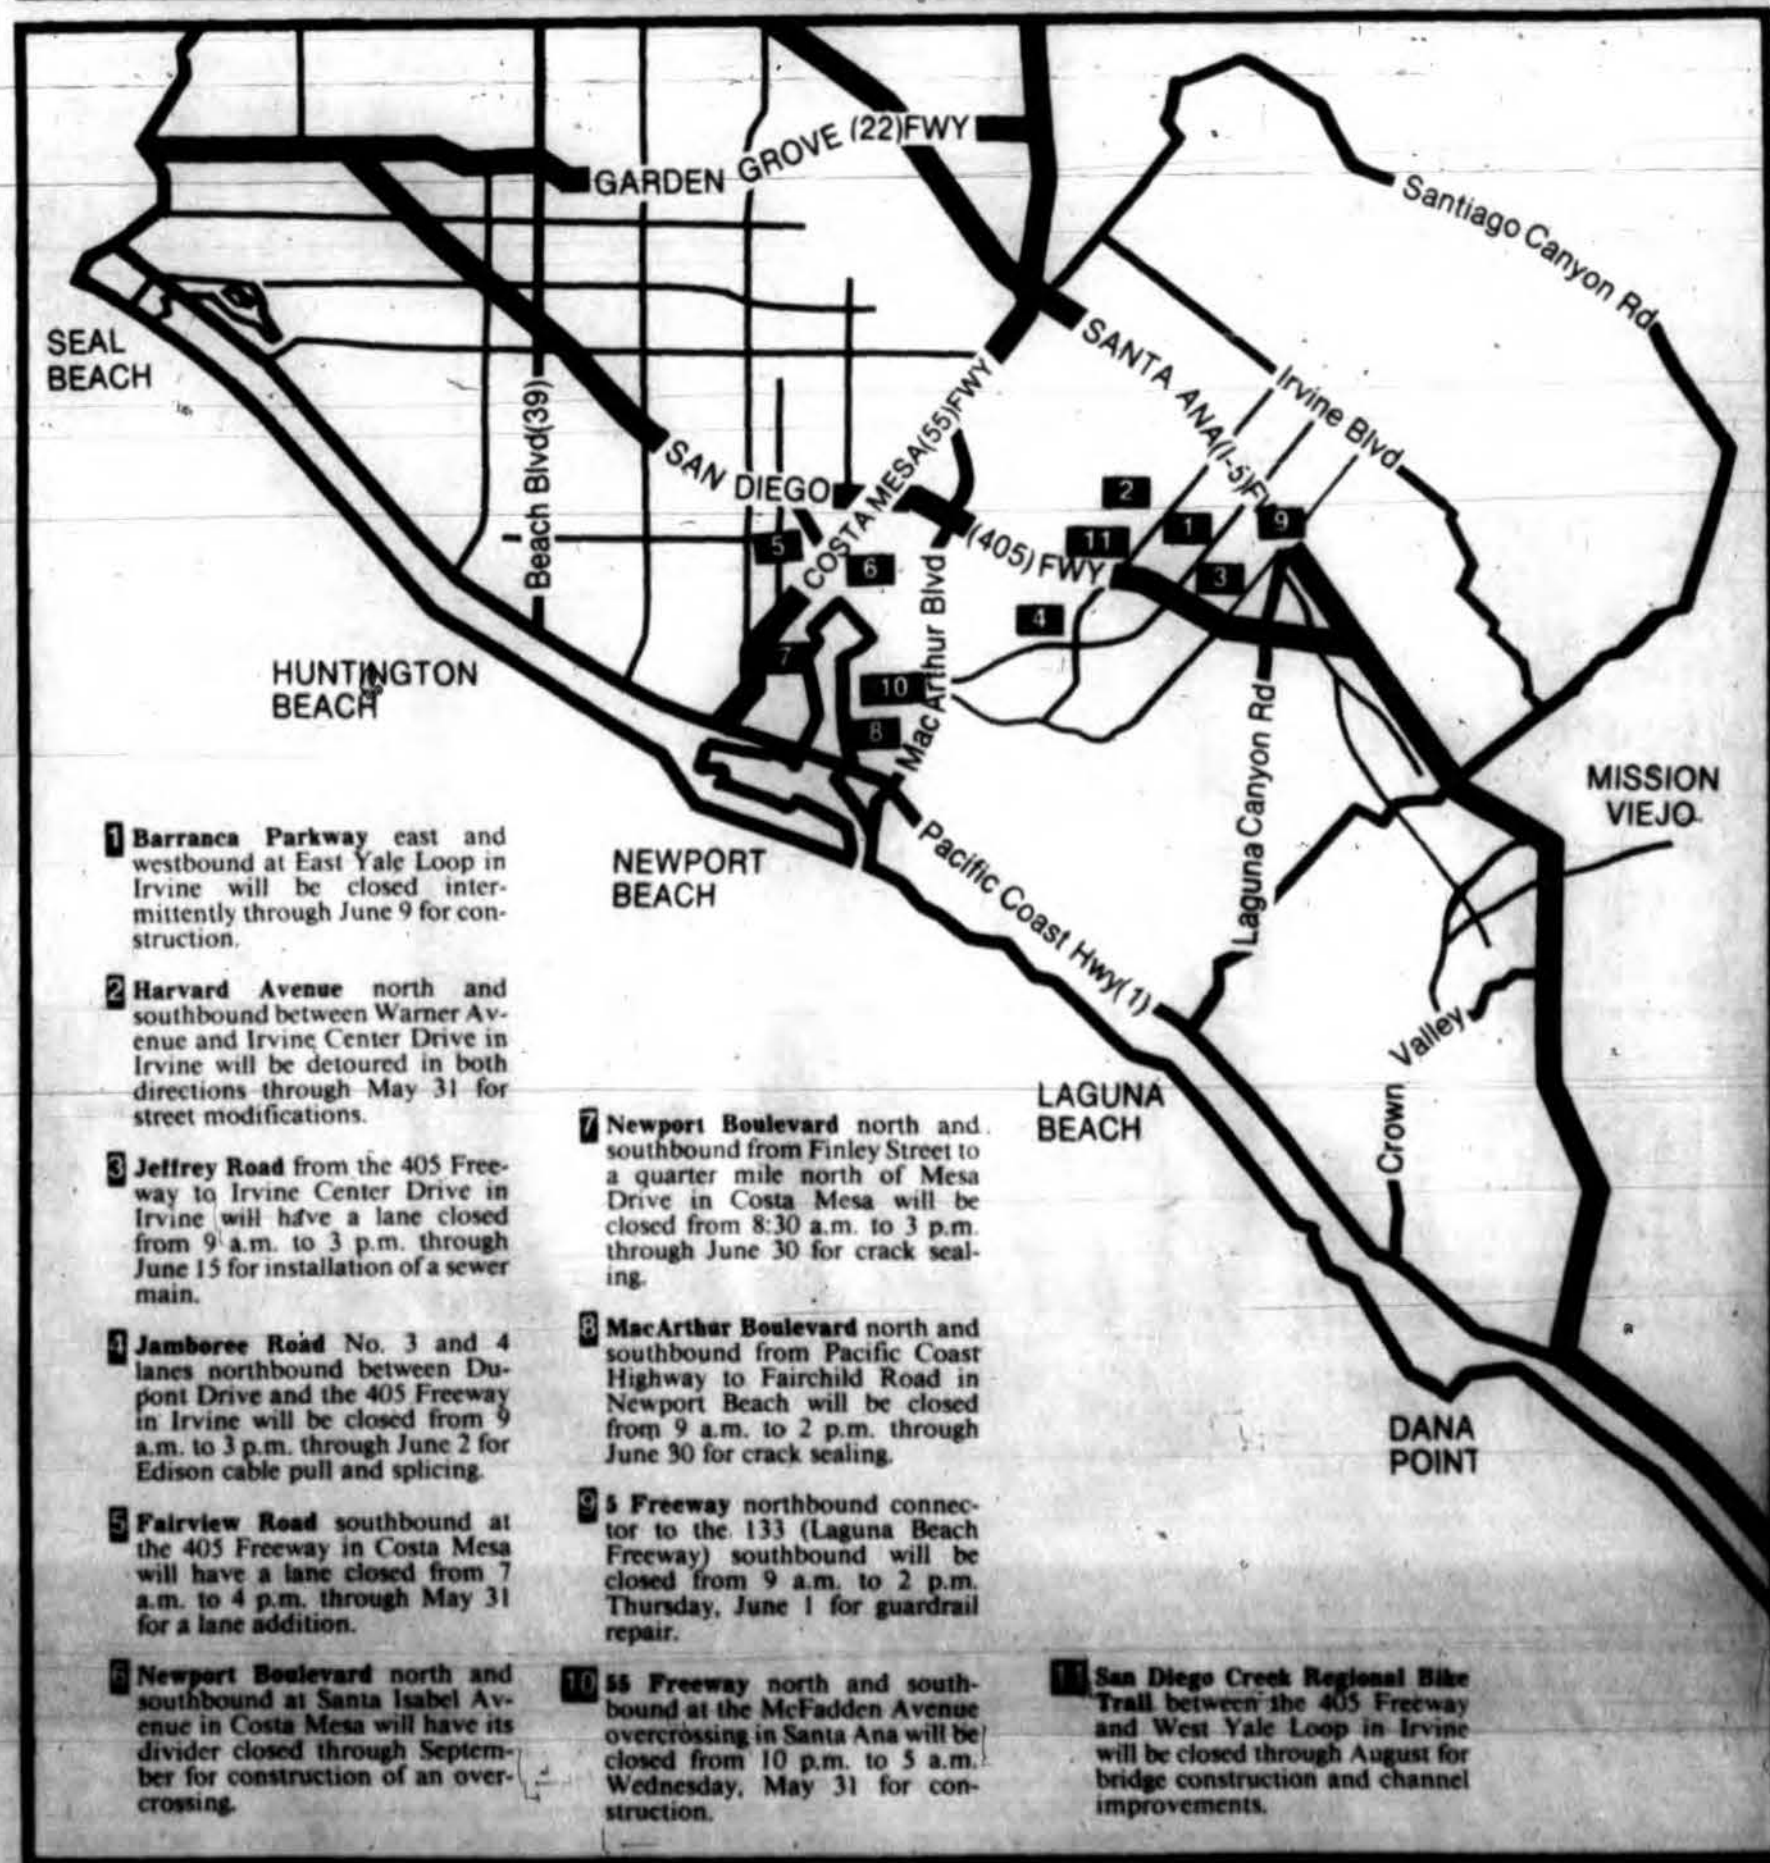 GARDEN GROVE (22)FWY
Santiago Canyon Rd
SEAL
BEACH
SANTA ANA(I-5)FWY
Irvine Blvd
Beach Blvd(39)
COSTA MESA(55)FWY
SAN DIEGO
(405) FWY
2
1
9
11
5
6
3
4
MacArthur Blvd
7
10
8
HUNTINGTON
BEACH
Laguna Canyon Rd
MISSION
VIEJO
NEWPORT
BEACH
Pacific Coast Hwy(1)
Crown Valley
LAGUNA
BEACH
DANA
POINT
1 Barranca Parkway east and
westbound at East Yale Loop in
Irvine will be closed inter-
mittently through June 9 for con-
struction.
2 Harvard Avenue north and
southbound between Warner Av-
enue and Irvine Center Drive in
Irvine will be detoured in both
directions through May 31 for
street modifications.
3 Jeffrey Road from the 405 Free-
way to Irvine Center Drive in
Irvine will have a lane closed
from 9 a.m. to 3 p.m. through
June 15 for installation of a sewer
main.
4 Jamboree Road No. 3 and 4
lanes northbound between Du-
pont Drive and the 405 Freeway
in Irvine will be closed from 9
a.m. to 3 p.m. through June 2 for
Edison cable pull and splicing.
5 Fairview Road southbound at
the 405 Freeway in Costa Mesa
will have a lane closed from 7
a.m. to 4 p.m. through May 31
for a lane addition.
6 Newport Boulevard north and
southbound at Santa Isabel Av-
enue in Costa Mesa will have its
divider closed through Septem-
ber for construction of an over-
crossing.
7 Newport Boulevard north and
southbound from Finley Street to
a quarter mile north of Mesa
Drive in Costa Mesa will be
closed from 8:30 a.m. to 3 p.m.
through June 30 for crack seal-
ing.
8 MacArthur Boulevard north and
southbound from Pacific Coast
Highway to Fairchild Road in
Newport Beach will be closed
from 9 a.m. to 2 p.m. through
June 30 for crack sealing.
9 5 Freeway northbound connec-
tor to the 133 (Laguna Beach
Freeway) southbound will be
closed from 9 a.m. to 2 p.m.
Thursday, June 1 for guardrail
repair.
10 55 Freeway north and south-
bound at the McFadden Avenue
overcrossing in Santa Ana will be
closed from 10 p.m. to 5 a.m.
Wednesday, May 31 for con-
struction.
11 San Diego Creek Regional Bike
Trail between the 405 Freeway
and West Yale Loop in Irvine
will be closed through August for
bridge construction and channel
improvements.